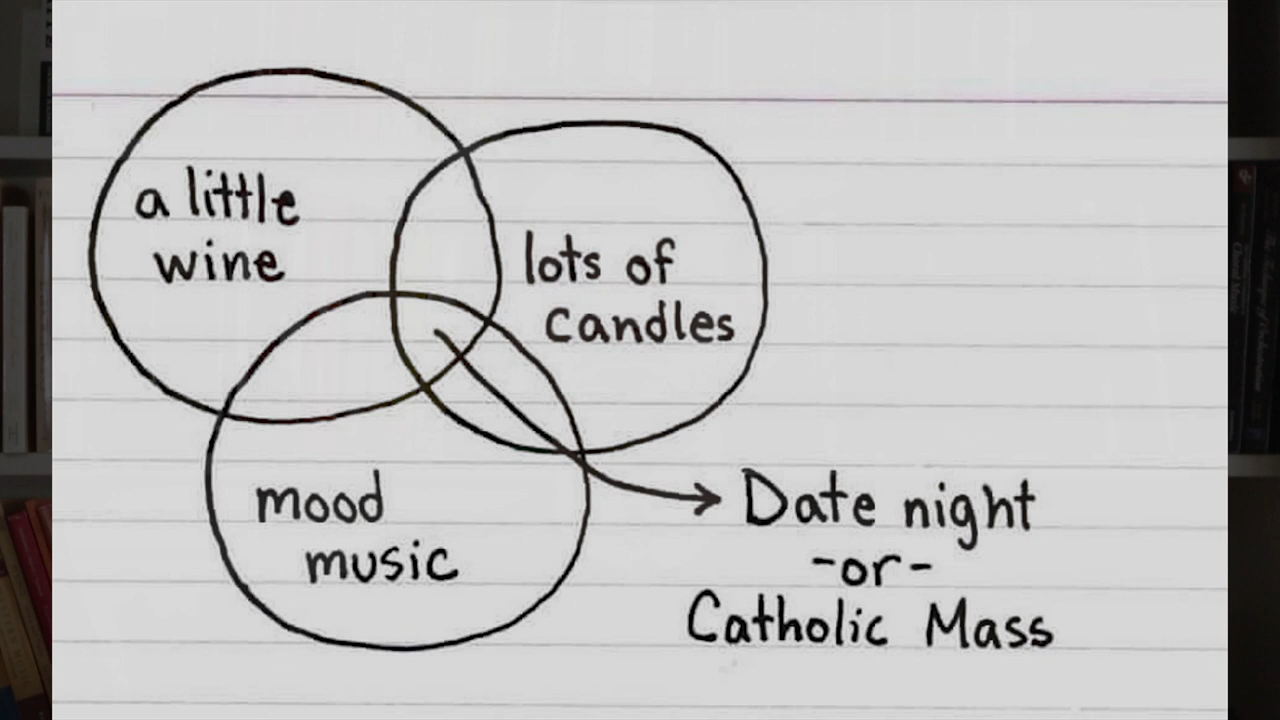 a little
wine
lots of
candles
mood
music
Date night
-or-
Catholic Mass